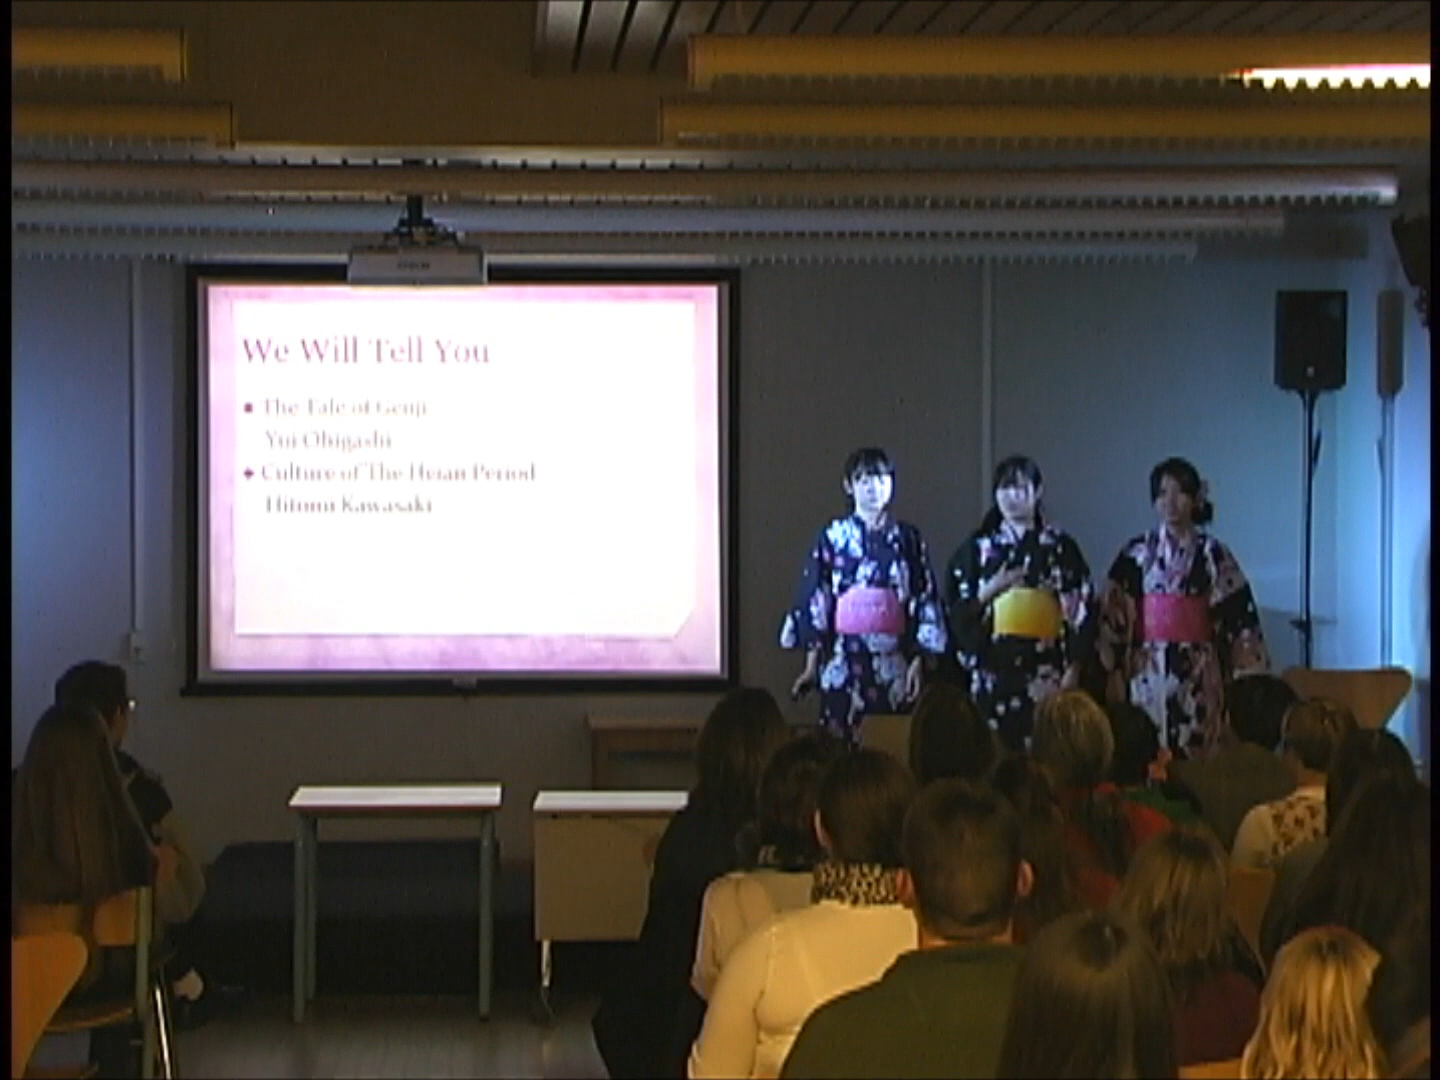 We Will Tell You
The Tale of Genji
Yui Ohigashi
Culture of The Heian Period
Hitomi Kawasaki